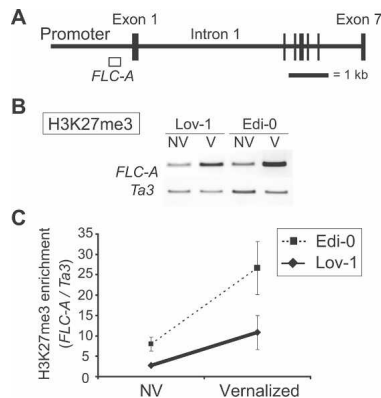 A
Exon 1
Exon 7
Promoter
Intron 1
FLC-A
= 1 kb
B
H3K27me3
Lov-1 Edi-0
NV V NV V
FLC-A
Ta3
C
H3K27me3 enrichment
(FLC-A / Ta3)
35
30
25
20
15
10
5
0
Edi-0
Lov-1
NV Vernalized